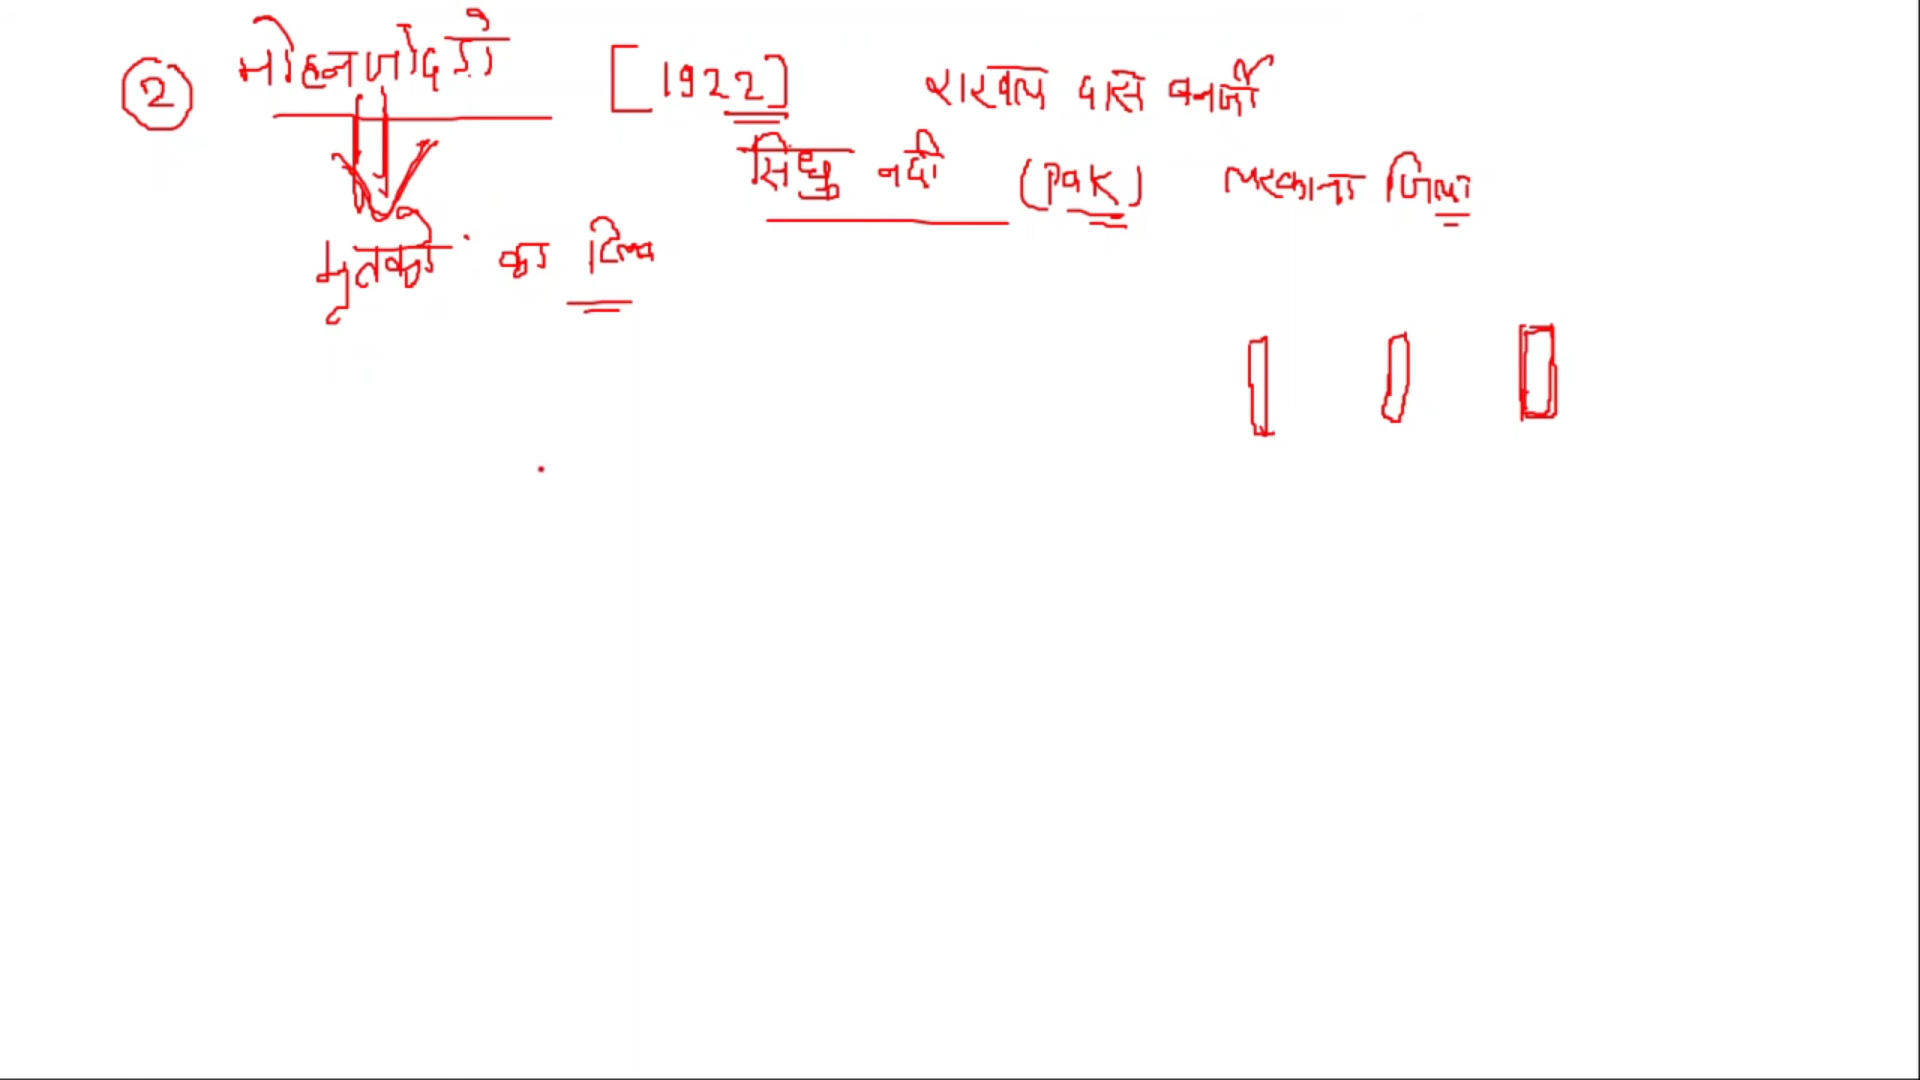 ② मोहनजोदड़ो [1922] राखल दास बनर्जी
सिन्धु नदी (Pak) लरकाना जिला
मृतकों का टिला